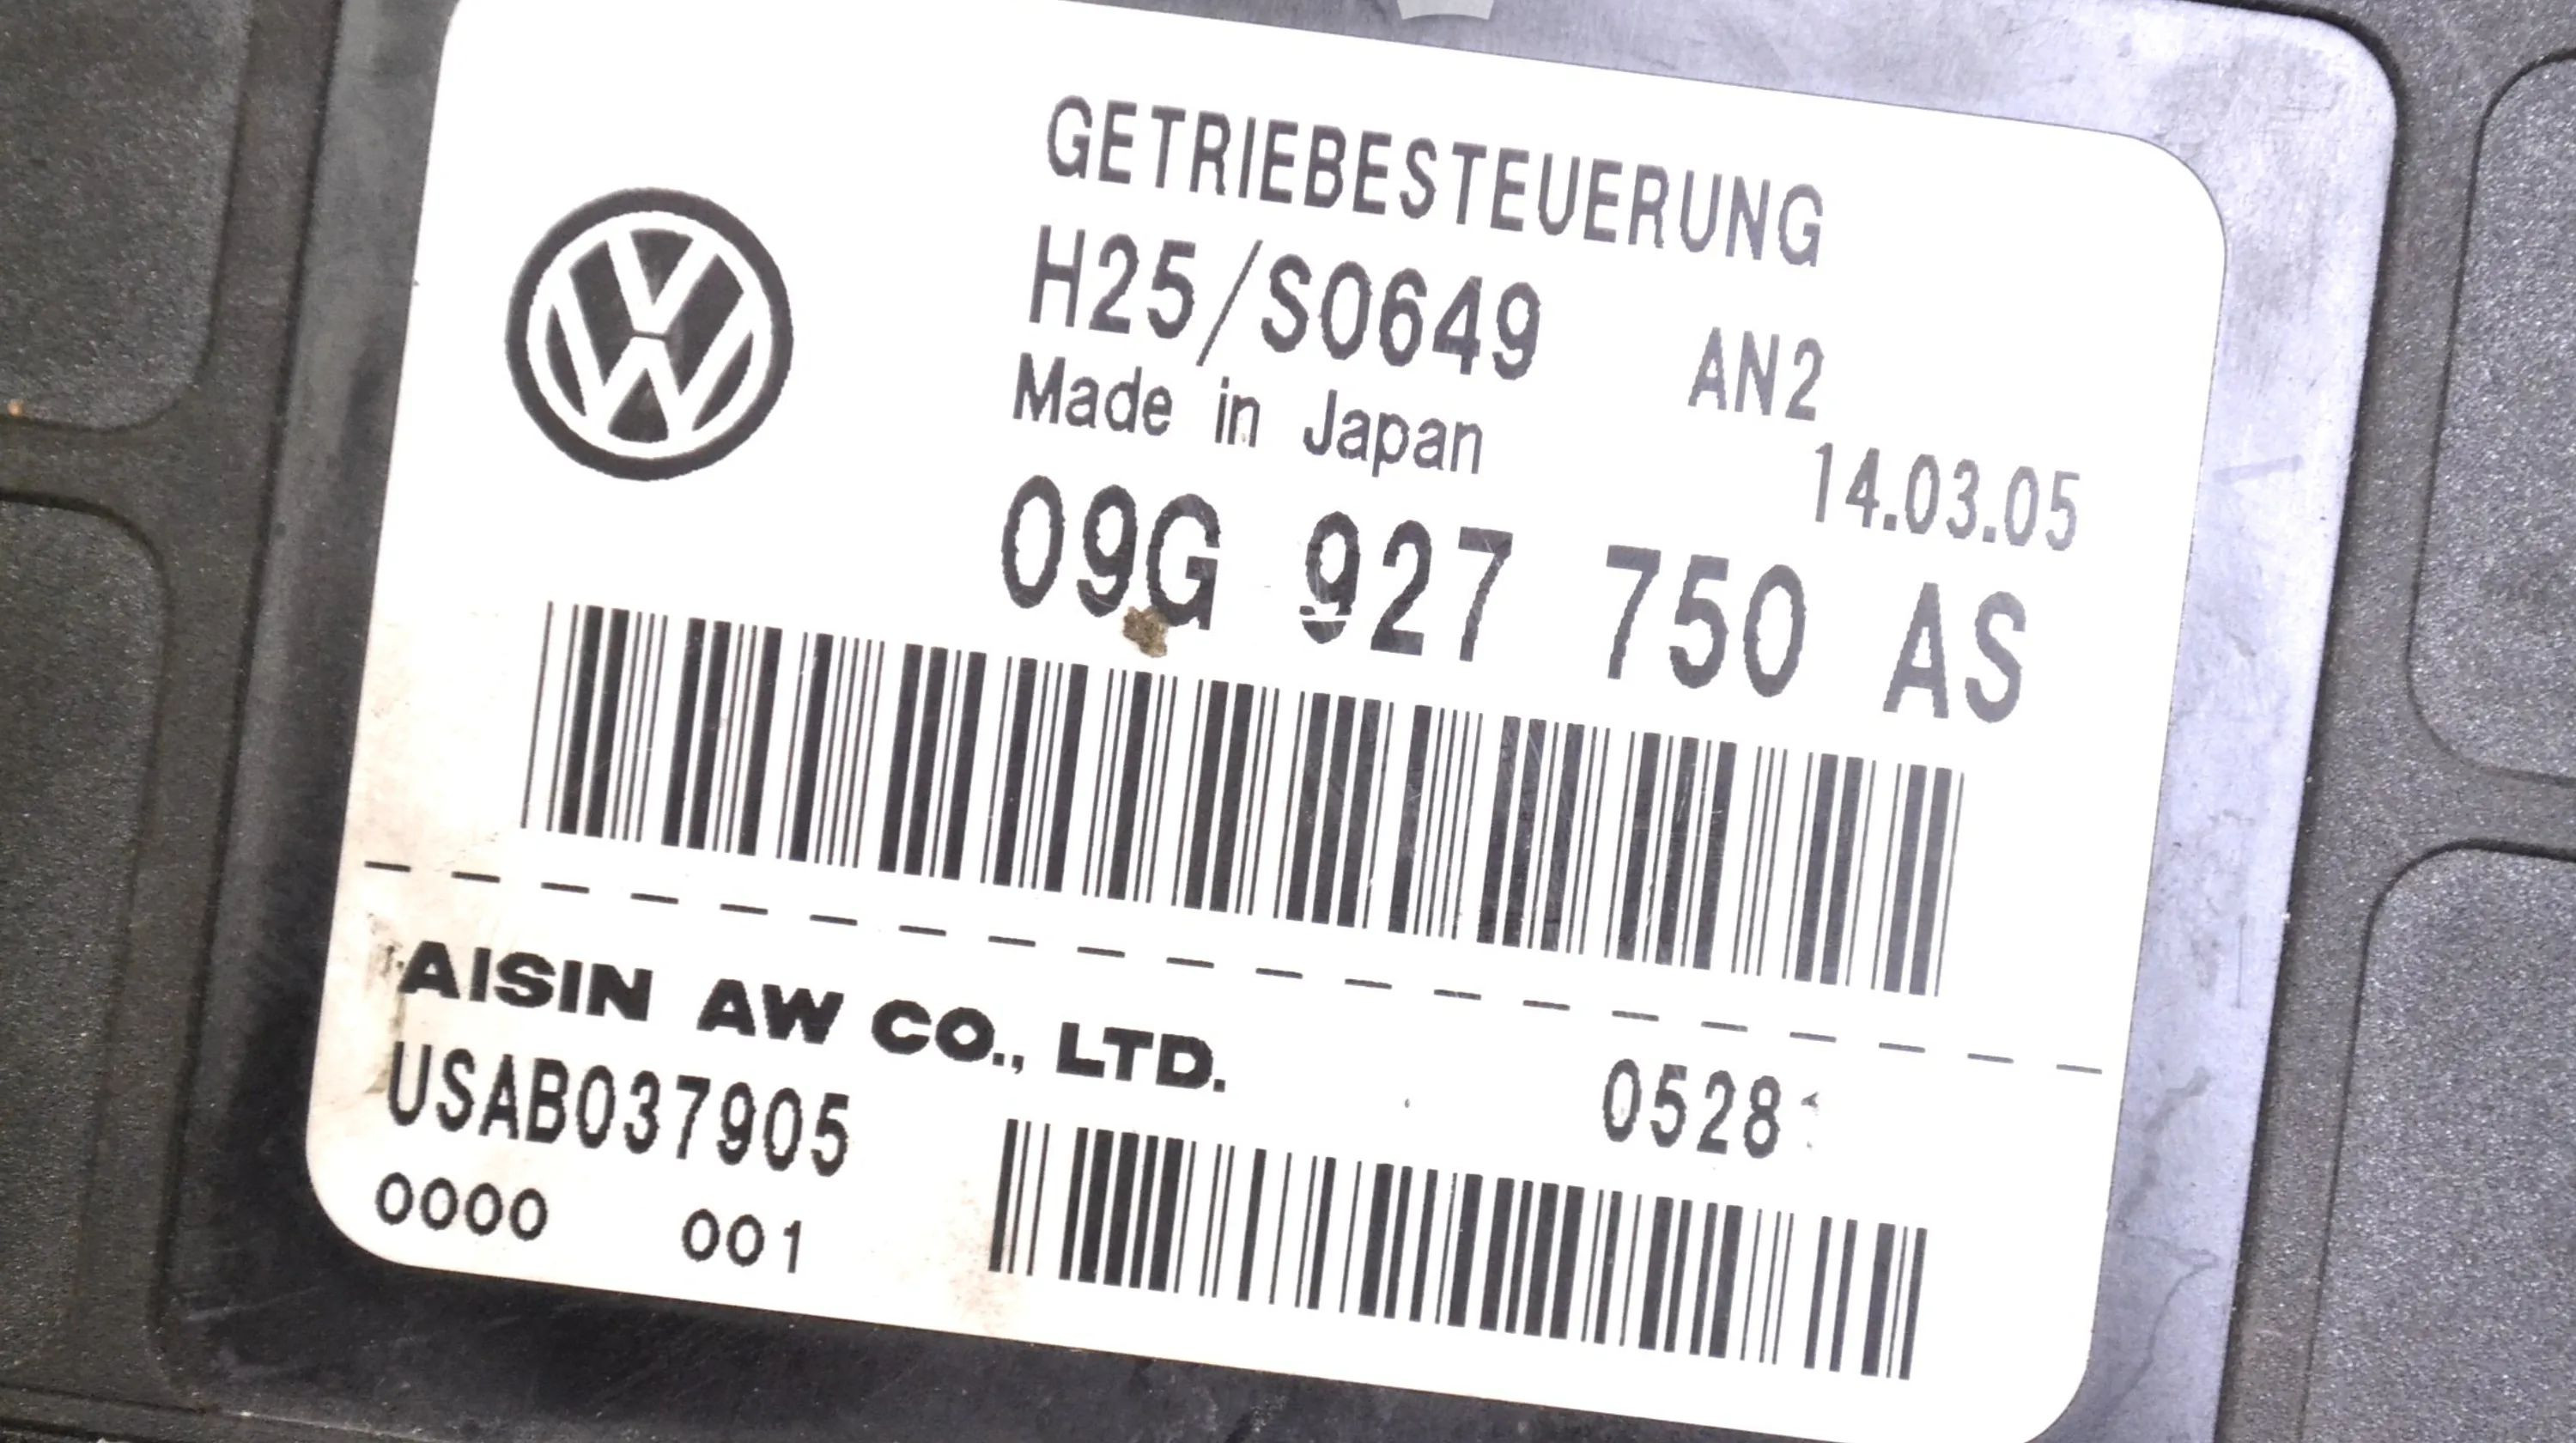 GETRIEBESTEUERUNG
H25/S0649 AN2
Made in Japan 14.03.05
09G 927 750 AS
AISIN AW CO., LTD.
USAB037905 0528
0000 001